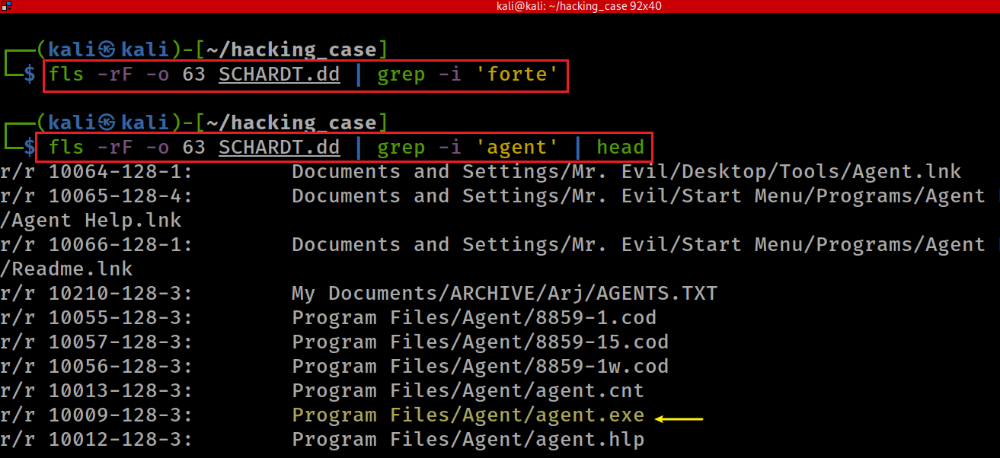 kali@kali: ~/hacking_case 92x40
┌──(kali㉿kali)-[~/hacking_case]
└─$ fls -rF -o 63 SCHARDT.dd | grep -i 'forte'
┌──(kali㉿kali)-[~/hacking_case]
└─$ fls -rF -o 63 SCHARDT.dd | grep -i 'agent' | head
r/r 10064-128-1: Documents and Settings/Mr. Evil/Desktop/Tools/Agent.lnk
r/r 10065-128-4: Documents and Settings/Mr. Evil/Start Menu/Programs/Agent
/Agent Help.lnk
r/r 10066-128-1: Documents and Settings/Mr. Evil/Start Menu/Programs/Agent
/Readme.lnk
r/r 10210-128-3: My Documents/ARCHIVE/Arj/AGENTS.TXT
r/r 10055-128-3: Program Files/Agent/8859-1.cod
r/r 10057-128-3: Program Files/Agent/8859-15.cod
r/r 10056-128-3: Program Files/Agent/8859-1w.cod
r/r 10013-128-3: Program Files/Agent/agent.cnt
r/r 10009-128-3: Program Files/Agent/agent.exe
r/r 10012-128-3: Program Files/Agent/agent.hlp